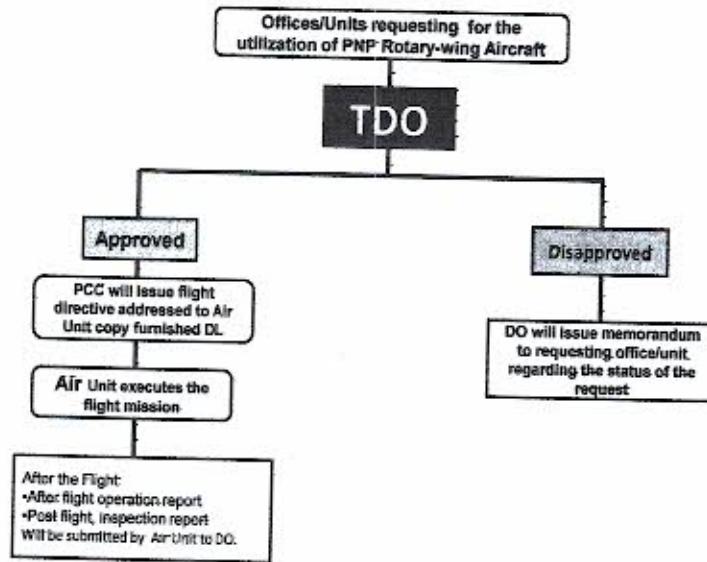 Offices/Units requesting for the
utilization of PNP Rotary-wing Aircraft
TDO
Approved
PCC will issue flight
directive addressed to Air
Unit copy furnished DL
Air Unit executes the
flight mission
After the Flight:
•After flight operation report
•Post flight, inspection report
Will be submitted by Air Unit to DO.
Disapproved
DO will issue memorandum
to requesting office/unit
regarding the status of the
request